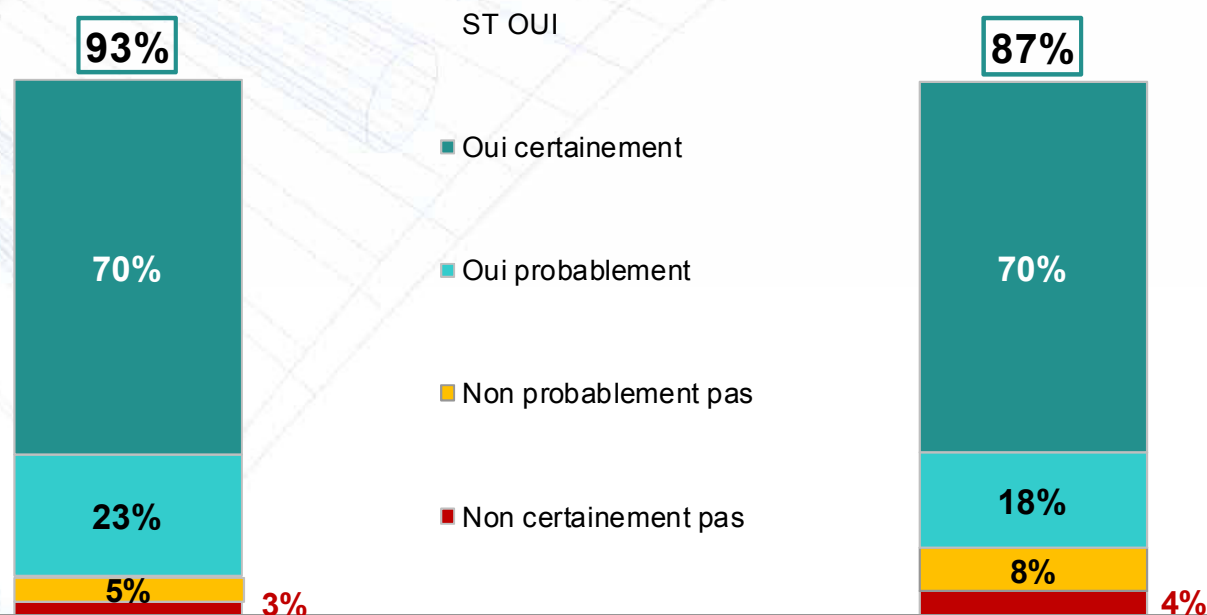 ST OUI
93%
87%
Oui certainement
70%
70%
Oui probablement
23%
18%
Non probablement pas
5%
8%
Non certainement pas
3%
4%